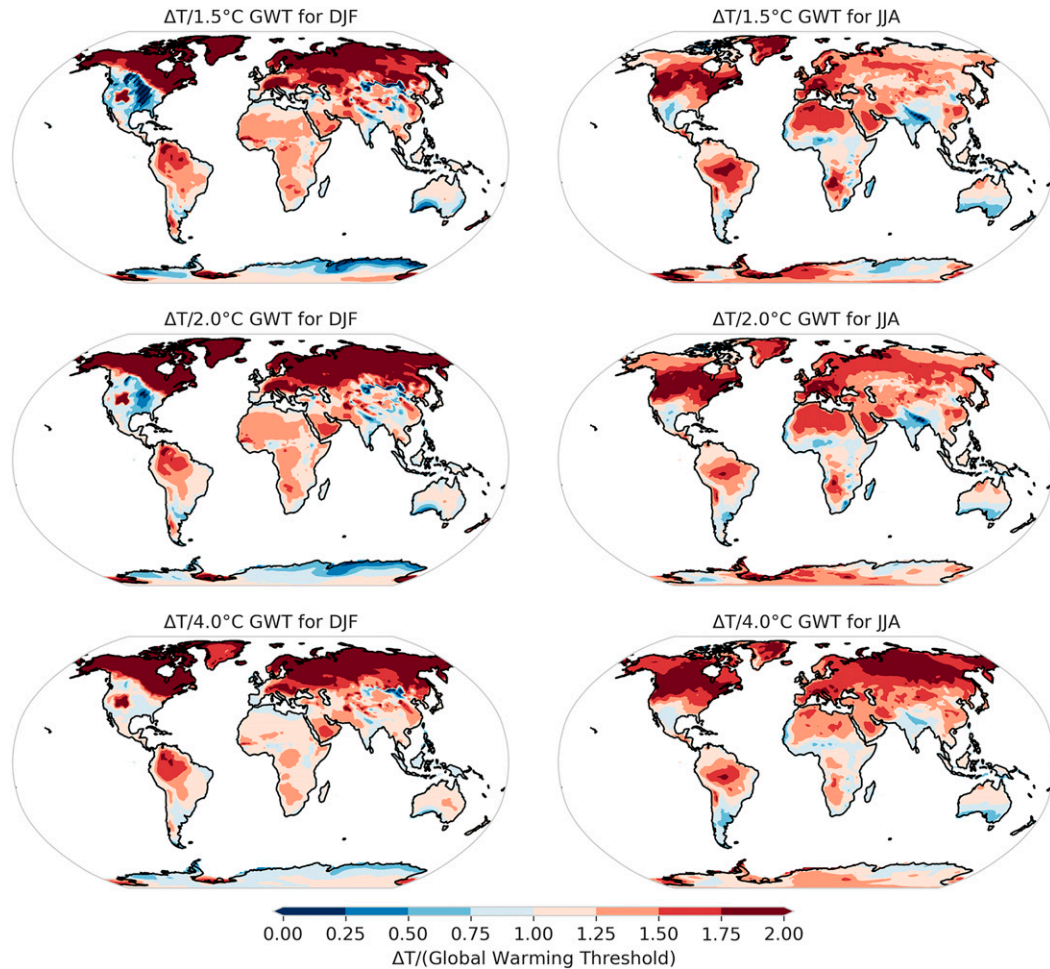 ΔT/1.5°C GWT for DJF
ΔT/1.5°C GWT for JJA
ΔT/2.0°C GWT for DJF
ΔT/2.0°C GWT for JJA
ΔT/4.0°C GWT for DJF
ΔT/4.0°C GWT for JJA
0.00 0.25 0.50 0.75 1.00 1.25 1.50 1.75 2.00
ΔT/(Global Warming Threshold)